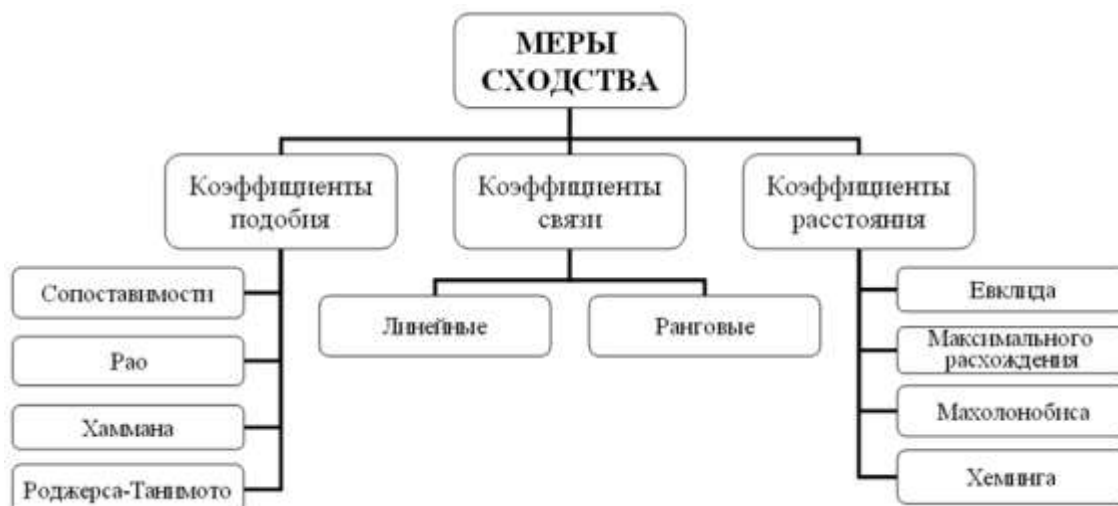 МЕРЫ
СХОДСТВА
Коэффициенты
подобия
Коэффициенты
связи
Коэффициенты
расстояния
Сопоставимости
Рао
Хаммана
Роджерса-Танимото
Линейные
Ранговые
Евклида
Максимального
расхождения
Махолонобиса
Хеминга